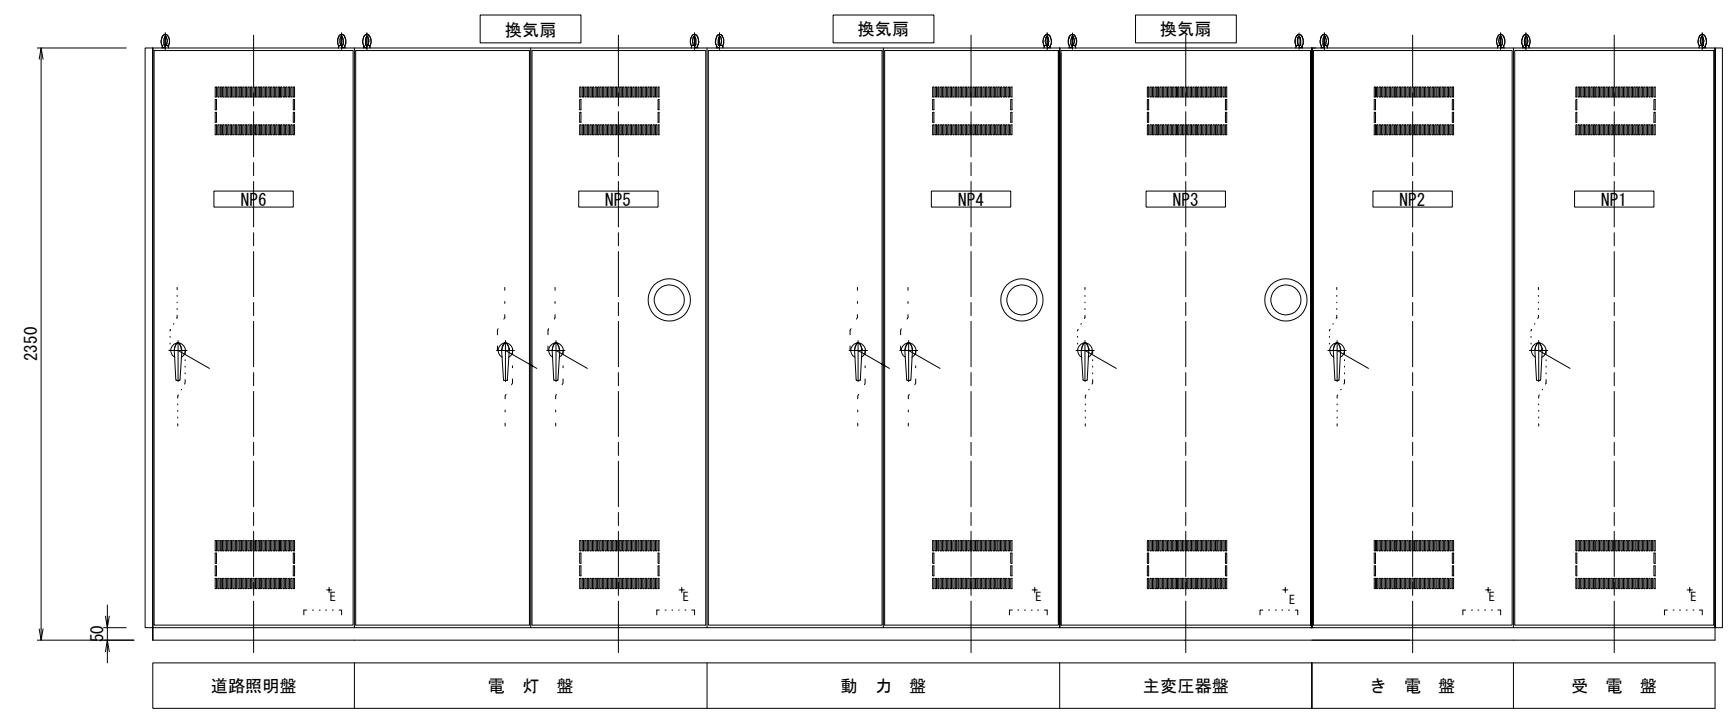 換気扇
換気扇
換気扇
NP6
NP5
NP4
NP3
NP2
NP1
2350
E
E
E
E
E
E
50
道路照明盤
電 灯 盤
動 力 盤
主変圧器盤
き 電 盤
受 電 盤